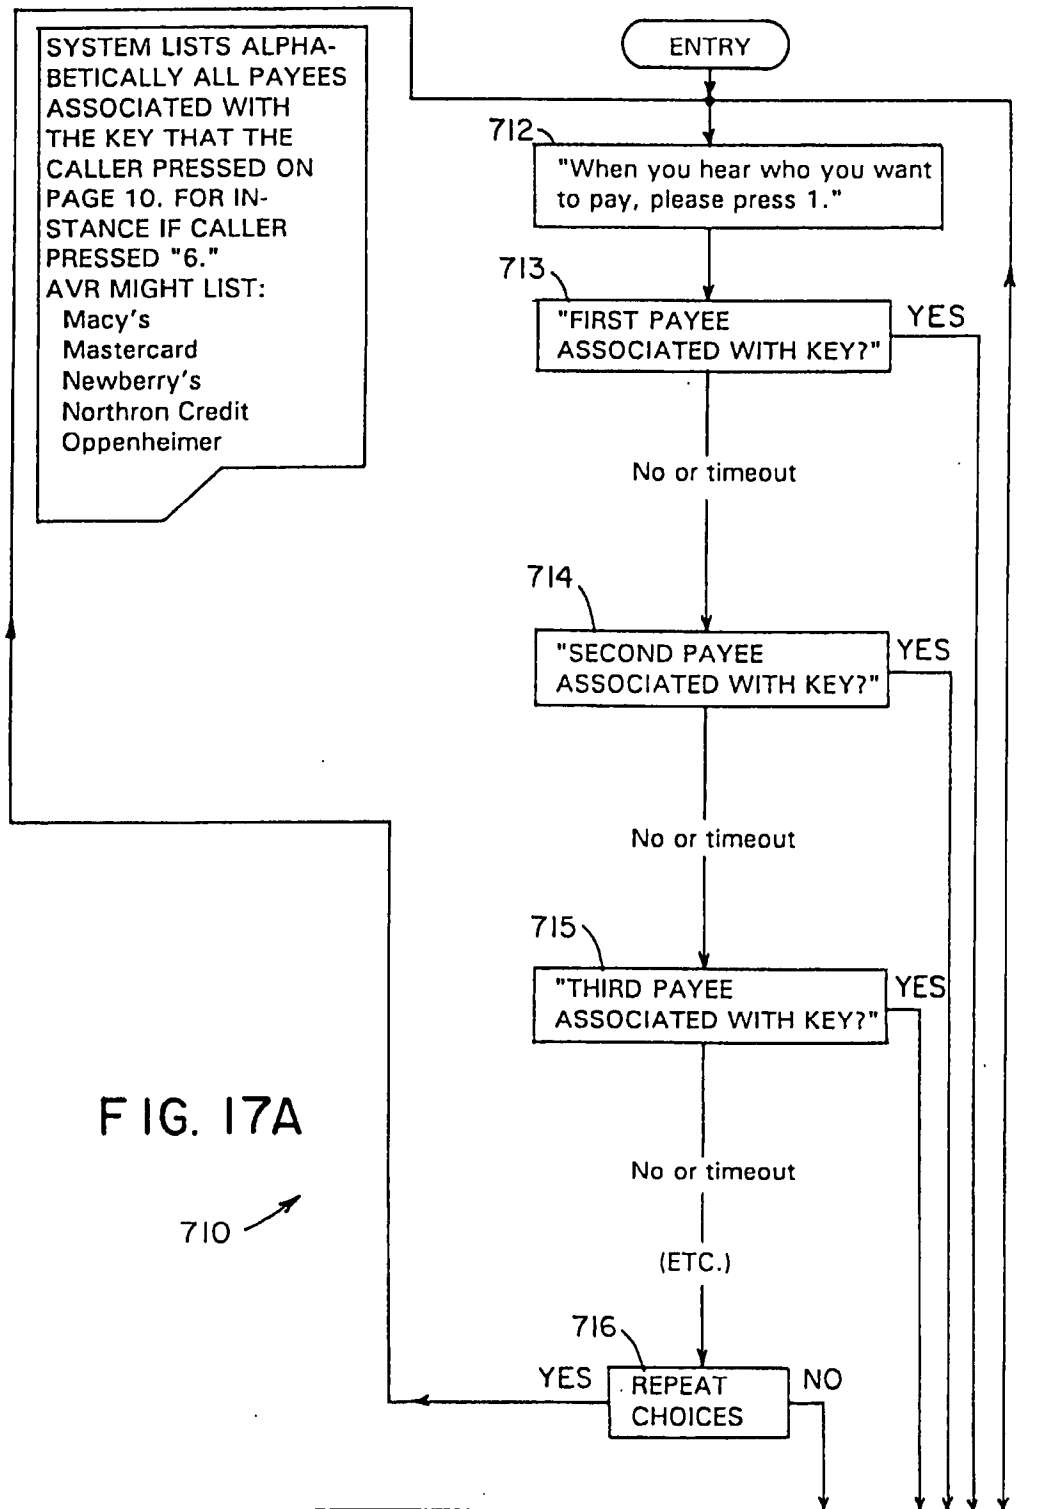 SYSTEM LISTS ALPHA-
BETICALLY ALL PAYEES
ASSOCIATED WITH
THE KEY THAT THE
CALLER PRESSED ON
PAGE 10. FOR IN-
STANCE IF CALLER
PRESSED "6."
AVR MIGHT LIST:
Macy's
Mastercard
Newberry's
Northron Credit
Oppenheimer
ENTRY
712
"When you hear who you want
to pay, please press 1."
713
"FIRST PAYEE
ASSOCIATED WITH KEY?"
YES
No or timeout
714
"SECOND PAYEE
ASSOCIATED WITH KEY?"
YES
No or timeout
715
"THIRD PAYEE
ASSOCIATED WITH KEY?"
YES
No or timeout
(ETC.)
716
YES
REPEAT
CHOICES
NO
FIG. 17A
710